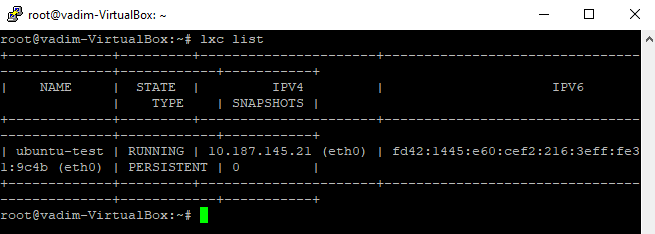 root@vadim-VirtualBox: ~
root@vadim-VirtualBox:~# lxc list
+-------------+---------+-----------------------+----------------------------------
--------------+------------+-----------+
|    NAME     |  STATE  |         IPV4          |                      IPV6
              |    TYPE    | SNAPSHOTS |
+-------------+---------+-----------------------+----------------------------------
--------------+------------+-----------+
| ubuntu-test | RUNNING | 10.187.145.21 (eth0) | fd42:1445:e60:cef2:216:3eff:fe3
1:9c4b (eth0) | PERSISTENT | 0         |
+-------------+---------+-----------------------+----------------------------------
--------------+------------+-----------+
root@vadim-VirtualBox:~#